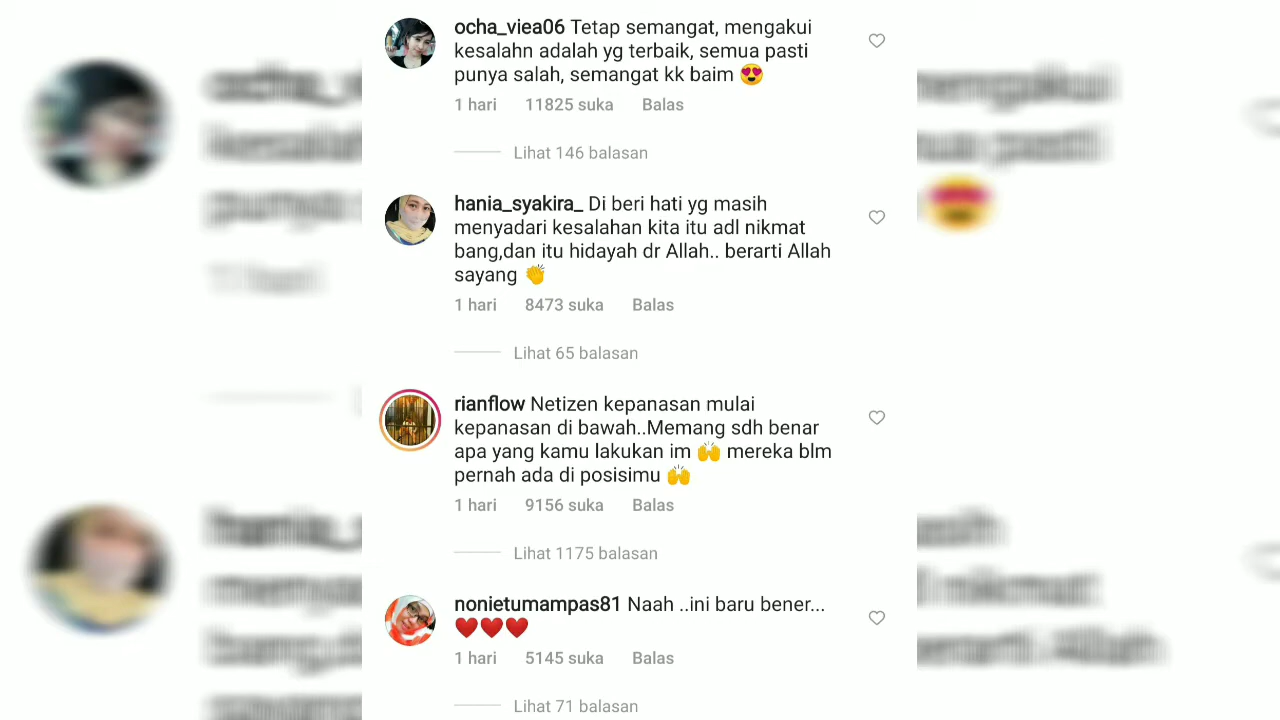 ocha_viea06 Tetap semangat, mengakui
kesalahn adalah yg terbaik, semua pasti
punya salah, semangat kk baim 😍
1 hari 11825 suka Balas
Lihat 146 balasan
hania_syakira_ Di beri hati yg masih
menyadari kesalahan kita itu adl nikmat
bang,dan itu hidayah dr Allah.. berarti Allah
sayang 👏
1 hari 8473 suka Balas
Lihat 65 balasan
rianflow Netizen kepanasan mulai
kepanasan di bawah..Memang sdh benar
apa yang kamu lakukan im 🙌 mereka blm
pernah ada di posisimu 🙌
1 hari 9156 suka Balas
Lihat 1175 balasan
nonietumampas81 Naah ..ini baru bener...
❤️❤️❤️
1 hari 5145 suka Balas
Lihat 71 balasan